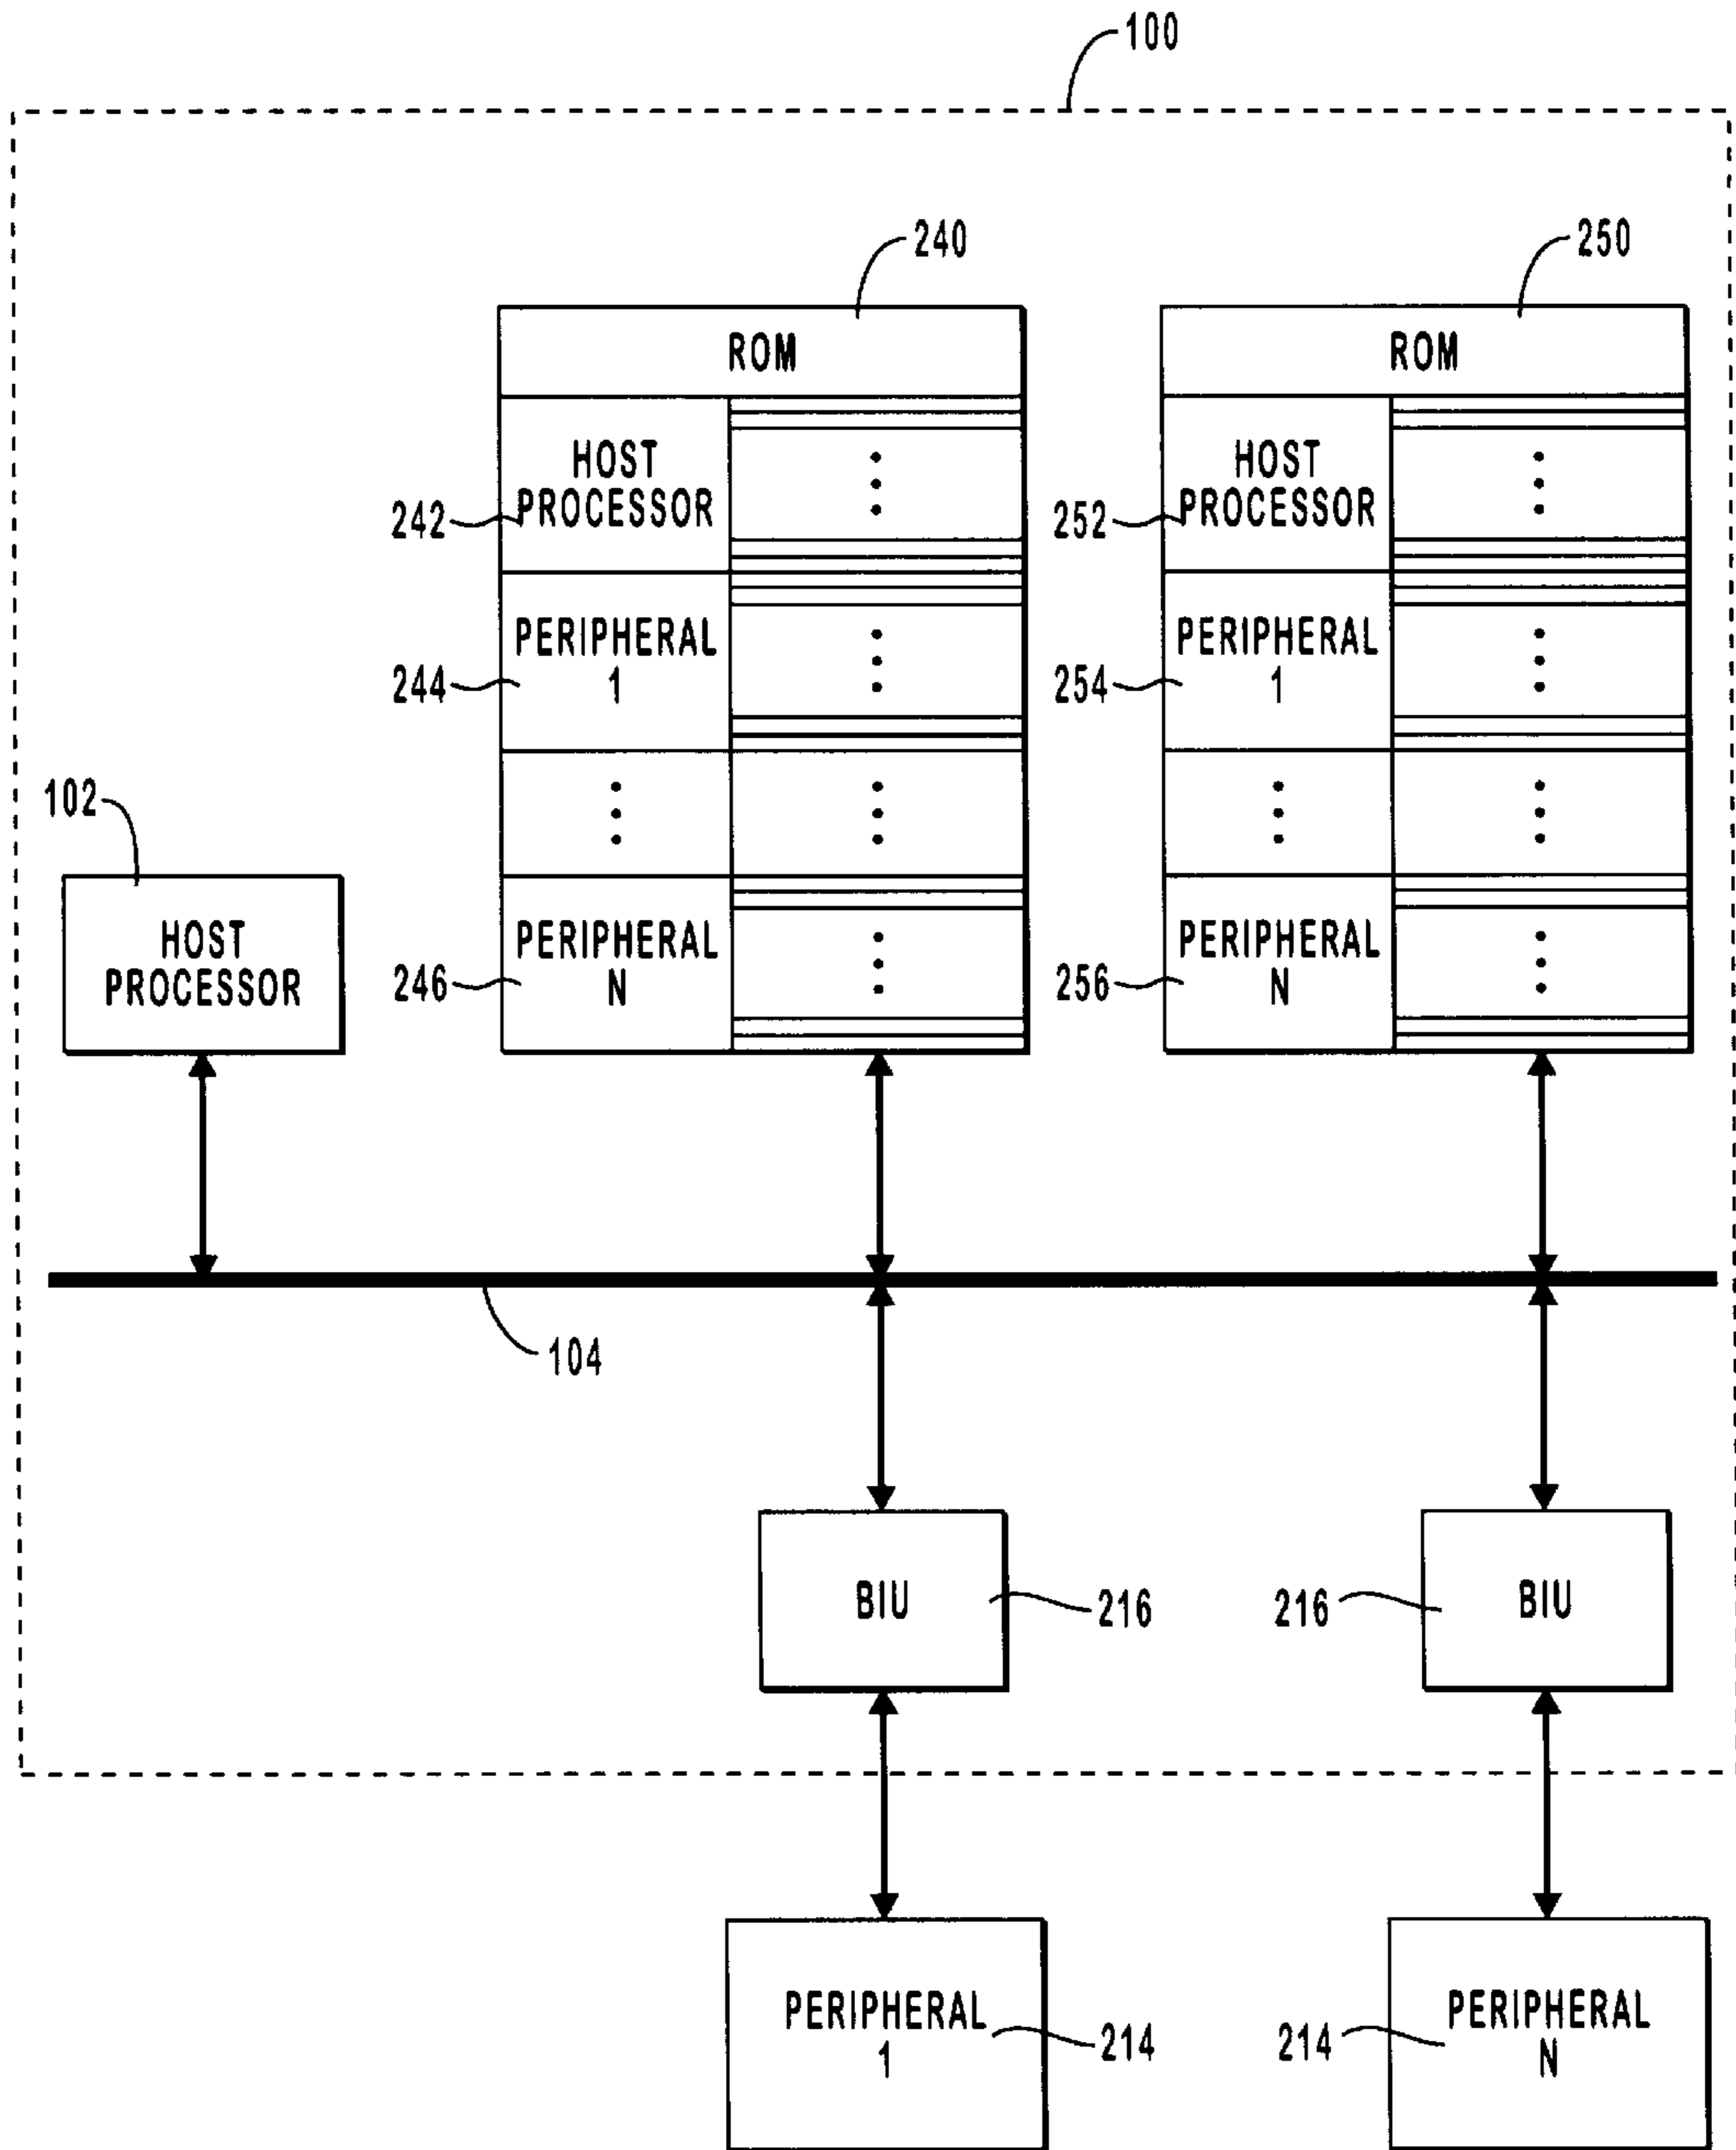 100
240
250
ROM
ROM
HOST
PROCESSOR
242
HOST
PROCESSOR
252
PERIPHERAL
1
244
PERIPHERAL
1
254
102
HOST
PROCESSOR
PERIPHERAL
N
246
PERIPHERAL
N
256
104
BIU
216
216
BIU
PERIPHERAL
1
214
214
PERIPHERAL
N